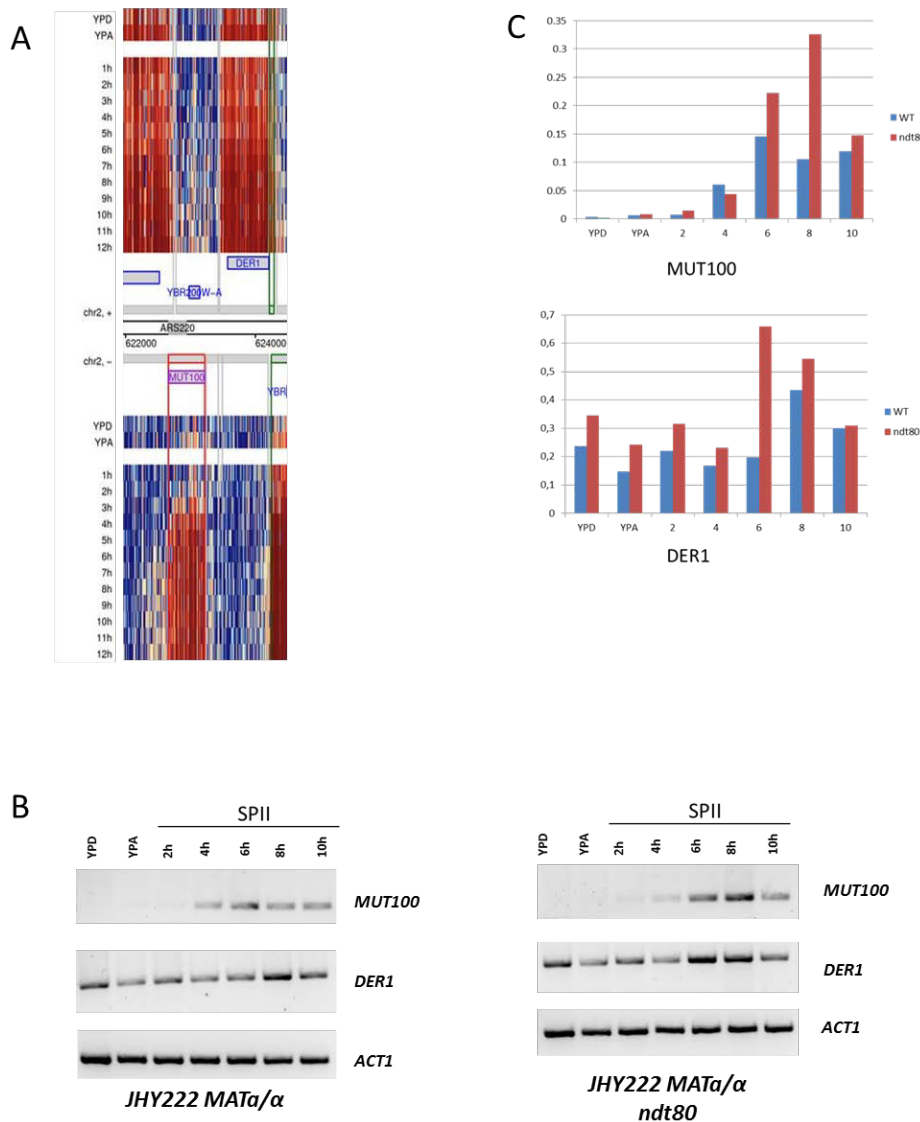 A
YPD
YPA
1h
2h
3h
4h
5h
6h
7h
8h
9h
10h
11h
12h
DER1
YBR200W-A
chr2, +
ARS220
622000 624000
chr2, −
MUT100
YBR
YPD
YPA
1h
2h
3h
4h
5h
6h
7h
8h
9h
10h
11h
12h
C
0.35
0.3
0.25
0.2
0.15
0.1
0.05
0
YPD YPA 2 4 6 8 10
WT
ndt8
MUT100
0,7
0,6
0,5
0,4
0,3
0,2
0,1
0
YPD YPA 2 4 6 8 10
WT
ndt80
DER1
B
SPII
YPD YPA 2h 4h 6h 8h 10h
MUT100
DER1
ACT1
JHY222 MATa/α
SPII
YPD YPA 2h 4h 6h 8h 10h
MUT100
DER1
ACT1
JHY222 MATa/α
ndt80